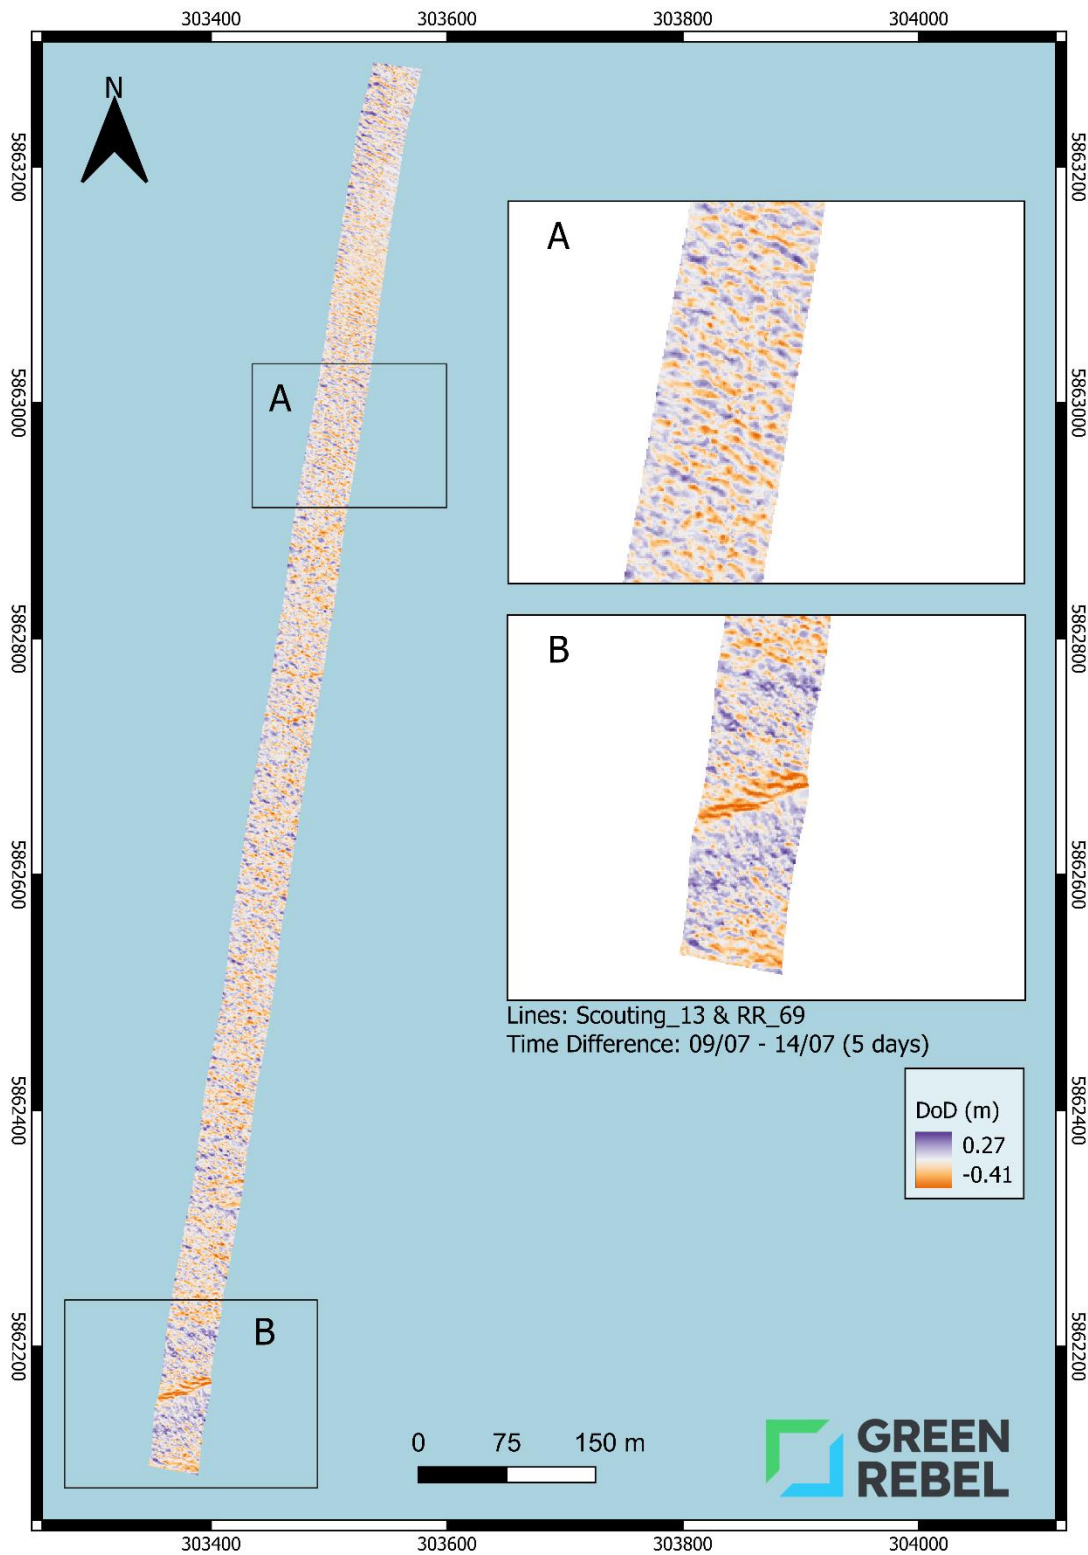 303400 303600 303800 304000
N
5863200 5863200
A
A
5863000 5863000
B
5862800 5862800
5862600 5862600
Lines: Scouting_13 & RR_69
Time Difference: 09/07 - 14/07 (5 days)
DoD (m)
0.27
-0.41
5862400 5862400
B
5862200 5862200
0 75 150 m
GREEN
REBEL
303400 303600 303800 304000